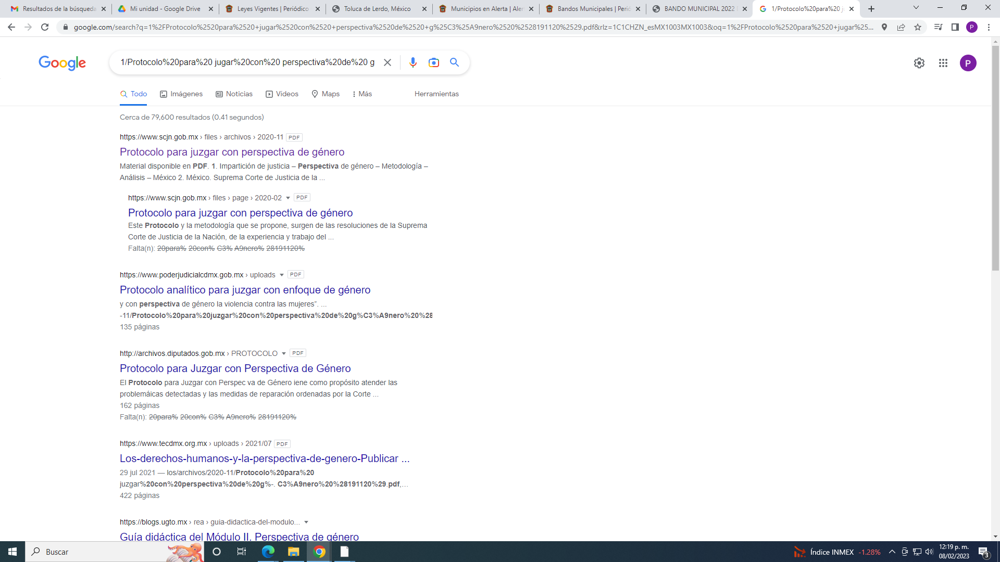 Resultados de la búsqueda
Mi unidad - Google Drive
Leyes Vigentes | Periódico
Toluca de Lerdo, México
Municipios en Alerta | Aler
Bandos Municipales | Perió
BANDO MUNICIPAL 2022
1/Protocolo%20para%20 j
google.com/search?q=1%2FProtocolo%2520para%2520+jugar%2520con%2520+perspectiva%2520de%2520+g%25C3%25A9nero%2520%2528191120%2529.pdf&rlz=1C1CHZN_esMX1003MX1003&oq=1%2FProtocolo%2520para%2520+jugar%25...
P
Google
1/Protocolo%20para%20 jugar%20con%20 perspectiva%20de%20 g
P
Todo
Imágenes
Noticias
Videos
Maps
Más
Herramientas
Cerca de 79,600 resultados (0.41 segundos)
https://www.scjn.gob.mx › files › archivos › 2020-11 PDF
Protocolo para juzgar con perspectiva de género
Material disponible en PDF. 1. Impartición de justicia – Perspectiva de género – Metodología –
Análisis – México 2. México. Suprema Corte de Justicia de la ...
https://www.scjn.gob.mx › files › page › 2020-02 PDF
Protocolo para juzgar con perspectiva de género
Este Protocolo y la metodología que se propone, surgen de las resoluciones de la Suprema
Corte de Justicia de la Nación, de la experiencia y trabajo del ...
Falta(n): 20para% 20con% C3% A9nero% 28191120%
https://www.poderjudicialcdmx.gob.mx › uploads PDF
Protocolo analítico para juzgar con enfoque de género
y con perspectiva de género la violencia contra las mujeres”. ...
-11/Protocolo%20para%20juzgar%20con%20perspectiva%20de%20g%C3%A9nero%20%28
135 páginas
http://archivos.diputados.gob.mx › PROTOCOLO PDF
Protocolo para Juzgar con Perspectiva de Género
El Protocolo para Juzgar con Perspec va de Género iene como propósito atender las
problemáicas detectadas y las medidas de reparación ordenadas por la Corte ...
162 páginas
Falta(n): 20para% 20con% C3% A9nero% 28191120%
https://www.tecdmx.org.mx › uploads › 2021/07 PDF
Los-derechos-humanos-y-la-perspectiva-de-genero-Publicar ...
29 jul 2021 — los/archivos/2020-11/Protocolo%20para%20
juzgar%20con%20perspectiva%20de%20g%-. C3%A9nero%20%28191120%29.pdf,...
422 páginas
https://blogs.ugto.mx › rea › guia-didactica-del-modulo...
Guía didáctica del Módulo II. Perspectiva de género
Buscar
Índice INMEX -1.28%
12:19 p. m.
08/02/2023
3